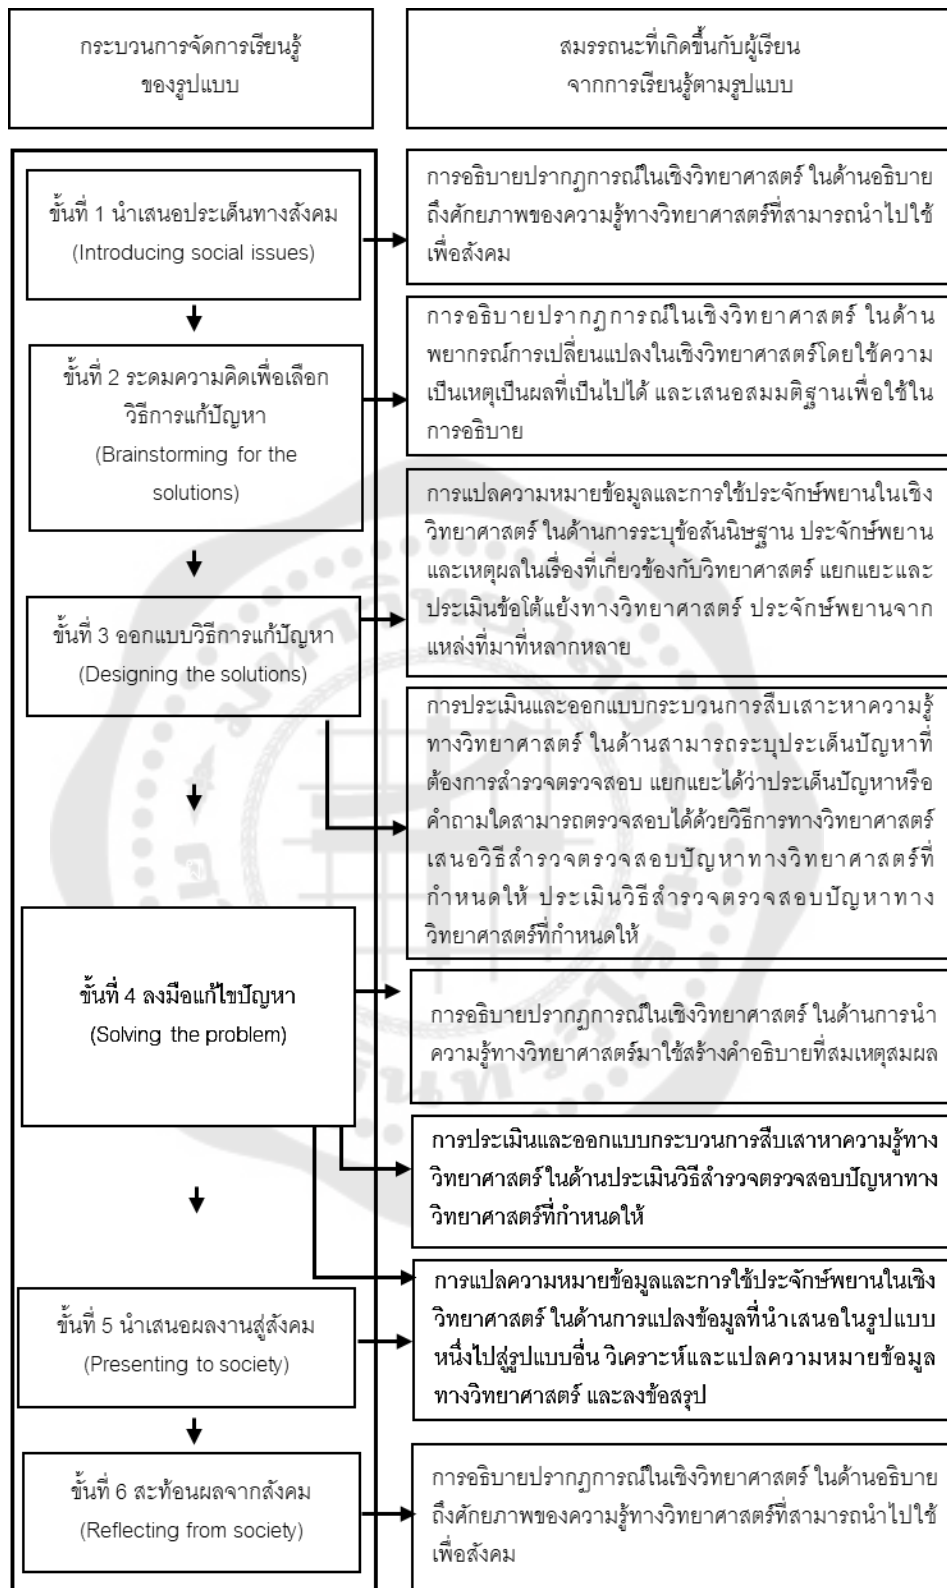 กระบวนการจัดการเรียนรู้
ของรูปแบบ
สมรรถนะที่เกิดขึ้นกับผู้เรียน
จากการเรียนรู้ตามรูปแบบ
ขั้นที่ 1 นำเสนอประเด็นทางสังคม
(Introducing social issues)
การอธิบายปรากฏการณ์ในเชิงวิทยาศาสตร์ ในด้านอธิบาย
ถึงศักยภาพของความรู้ทางวิทยาศาสตร์ที่สามารถนำไปใช้
เพื่อสังคม
ขั้นที่ 2 ระดมความคิดเพื่อเลือก
วิธีการแก้ปัญหา
(Brainstorming for the
solutions)
การอธิบายปรากฏการณ์ในเชิงวิทยาศาสตร์ ในด้าน
พยากรณ์การเปลี่ยนแปลงในเชิงวิทยาศาสตร์โดยใช้ความ
เป็นเหตุเป็นผลที่เป็นไปได้ และเสนอสมมติฐานเพื่อใช้ใน
การอธิบาย
การแปลความหมายข้อมูลและการใช้ประจักษ์พยานในเชิง
วิทยาศาสตร์ ในด้านการระบุข้อสันนิษฐาน ประจักษ์พยาน
และเหตุผลในเรื่องที่เกี่ยวข้องกับวิทยาศาสตร์ แยกแยะและ
ประเมินข้อโต้แย้งทางวิทยาศาสตร์ ประจักษ์พยานจาก
แหล่งที่มาที่หลากหลาย
ขั้นที่ 3 ออกแบบวิธีการแก้ปัญหา
(Designing the solutions)
การประเมินและออกแบบกระบวนการสืบเสาะหาความรู้
ทางวิทยาศาสตร์ ในด้านสามารถระบุประเด็นปัญหาที่
ต้องการสำรวจตรวจสอบ แยกแยะได้ว่าประเด็นปัญหาหรือ
คำถามใดสามารถตรวจสอบได้ด้วยวิธีการทางวิทยาศาสตร์
เสนอวิธีสำรวจตรวจสอบปัญหาทางวิทยาศาสตร์ที่
กำหนดให้ ประเมินวิธีสำรวจตรวจสอบปัญหาทาง
วิทยาศาสตร์ที่กำหนดให้
ขั้นที่ 4 ลงมือแก้ไขปัญหา
(Solving the problem)
การอธิบายปรากฏการณ์ในเชิงวิทยาศาสตร์ ในด้านการนำ
ความรู้ทางวิทยาศาสตร์มาใช้สร้างคำอธิบายที่สมเหตุสมผล
การประเมินและออกแบบกระบวนการสืบเสาหาความรู้ทาง
วิทยาศาสตร์ ในด้านประเมินวิธีสำรวจตรวจสอบปัญหาทาง
วิทยาศาสตร์ที่กำหนดให้
การแปลความหมายข้อมูลและการใช้ประจักษ์พยานในเชิง
วิทยาศาสตร์ ในด้านการแปลงข้อมูลที่นำเสนอในรูปแบบ
หนึ่งไปสู่รูปแบบอื่น วิเคราะห์และแปลความหมายข้อมูล
ทางวิทยาศาสตร์ และลงข้อสรุป
ขั้นที่ 5 นำเสนอผลงานสู่สังคม
(Presenting to society)
ขั้นที่ 6 สะท้อนผลจากสังคม
(Reflecting from society)
การอธิบายปรากฏการณ์ในเชิงวิทยาศาสตร์ ในด้านอธิบาย
ถึงศักยภาพของความรู้ทางวิทยาศาสตร์ที่สามารถนำไปใช้
เพื่อสังคม